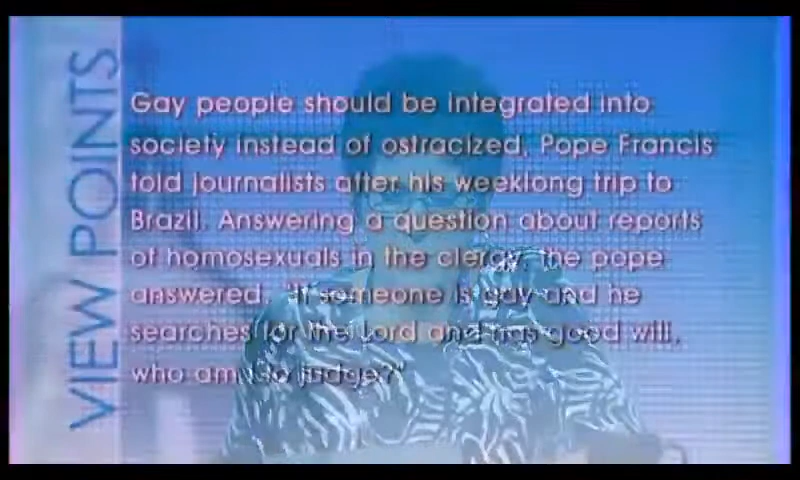 VIEW POINTS
Gay people should be integrated into
society instead of ostracized, Pope Francis
told journalists after his weeklong trip to
Brazil. Answering a question about reports
of homosexuals in the clergy, the pope
answered, "If someone is gay and he
searches for the Lord and has good will,
who am I to judge?"